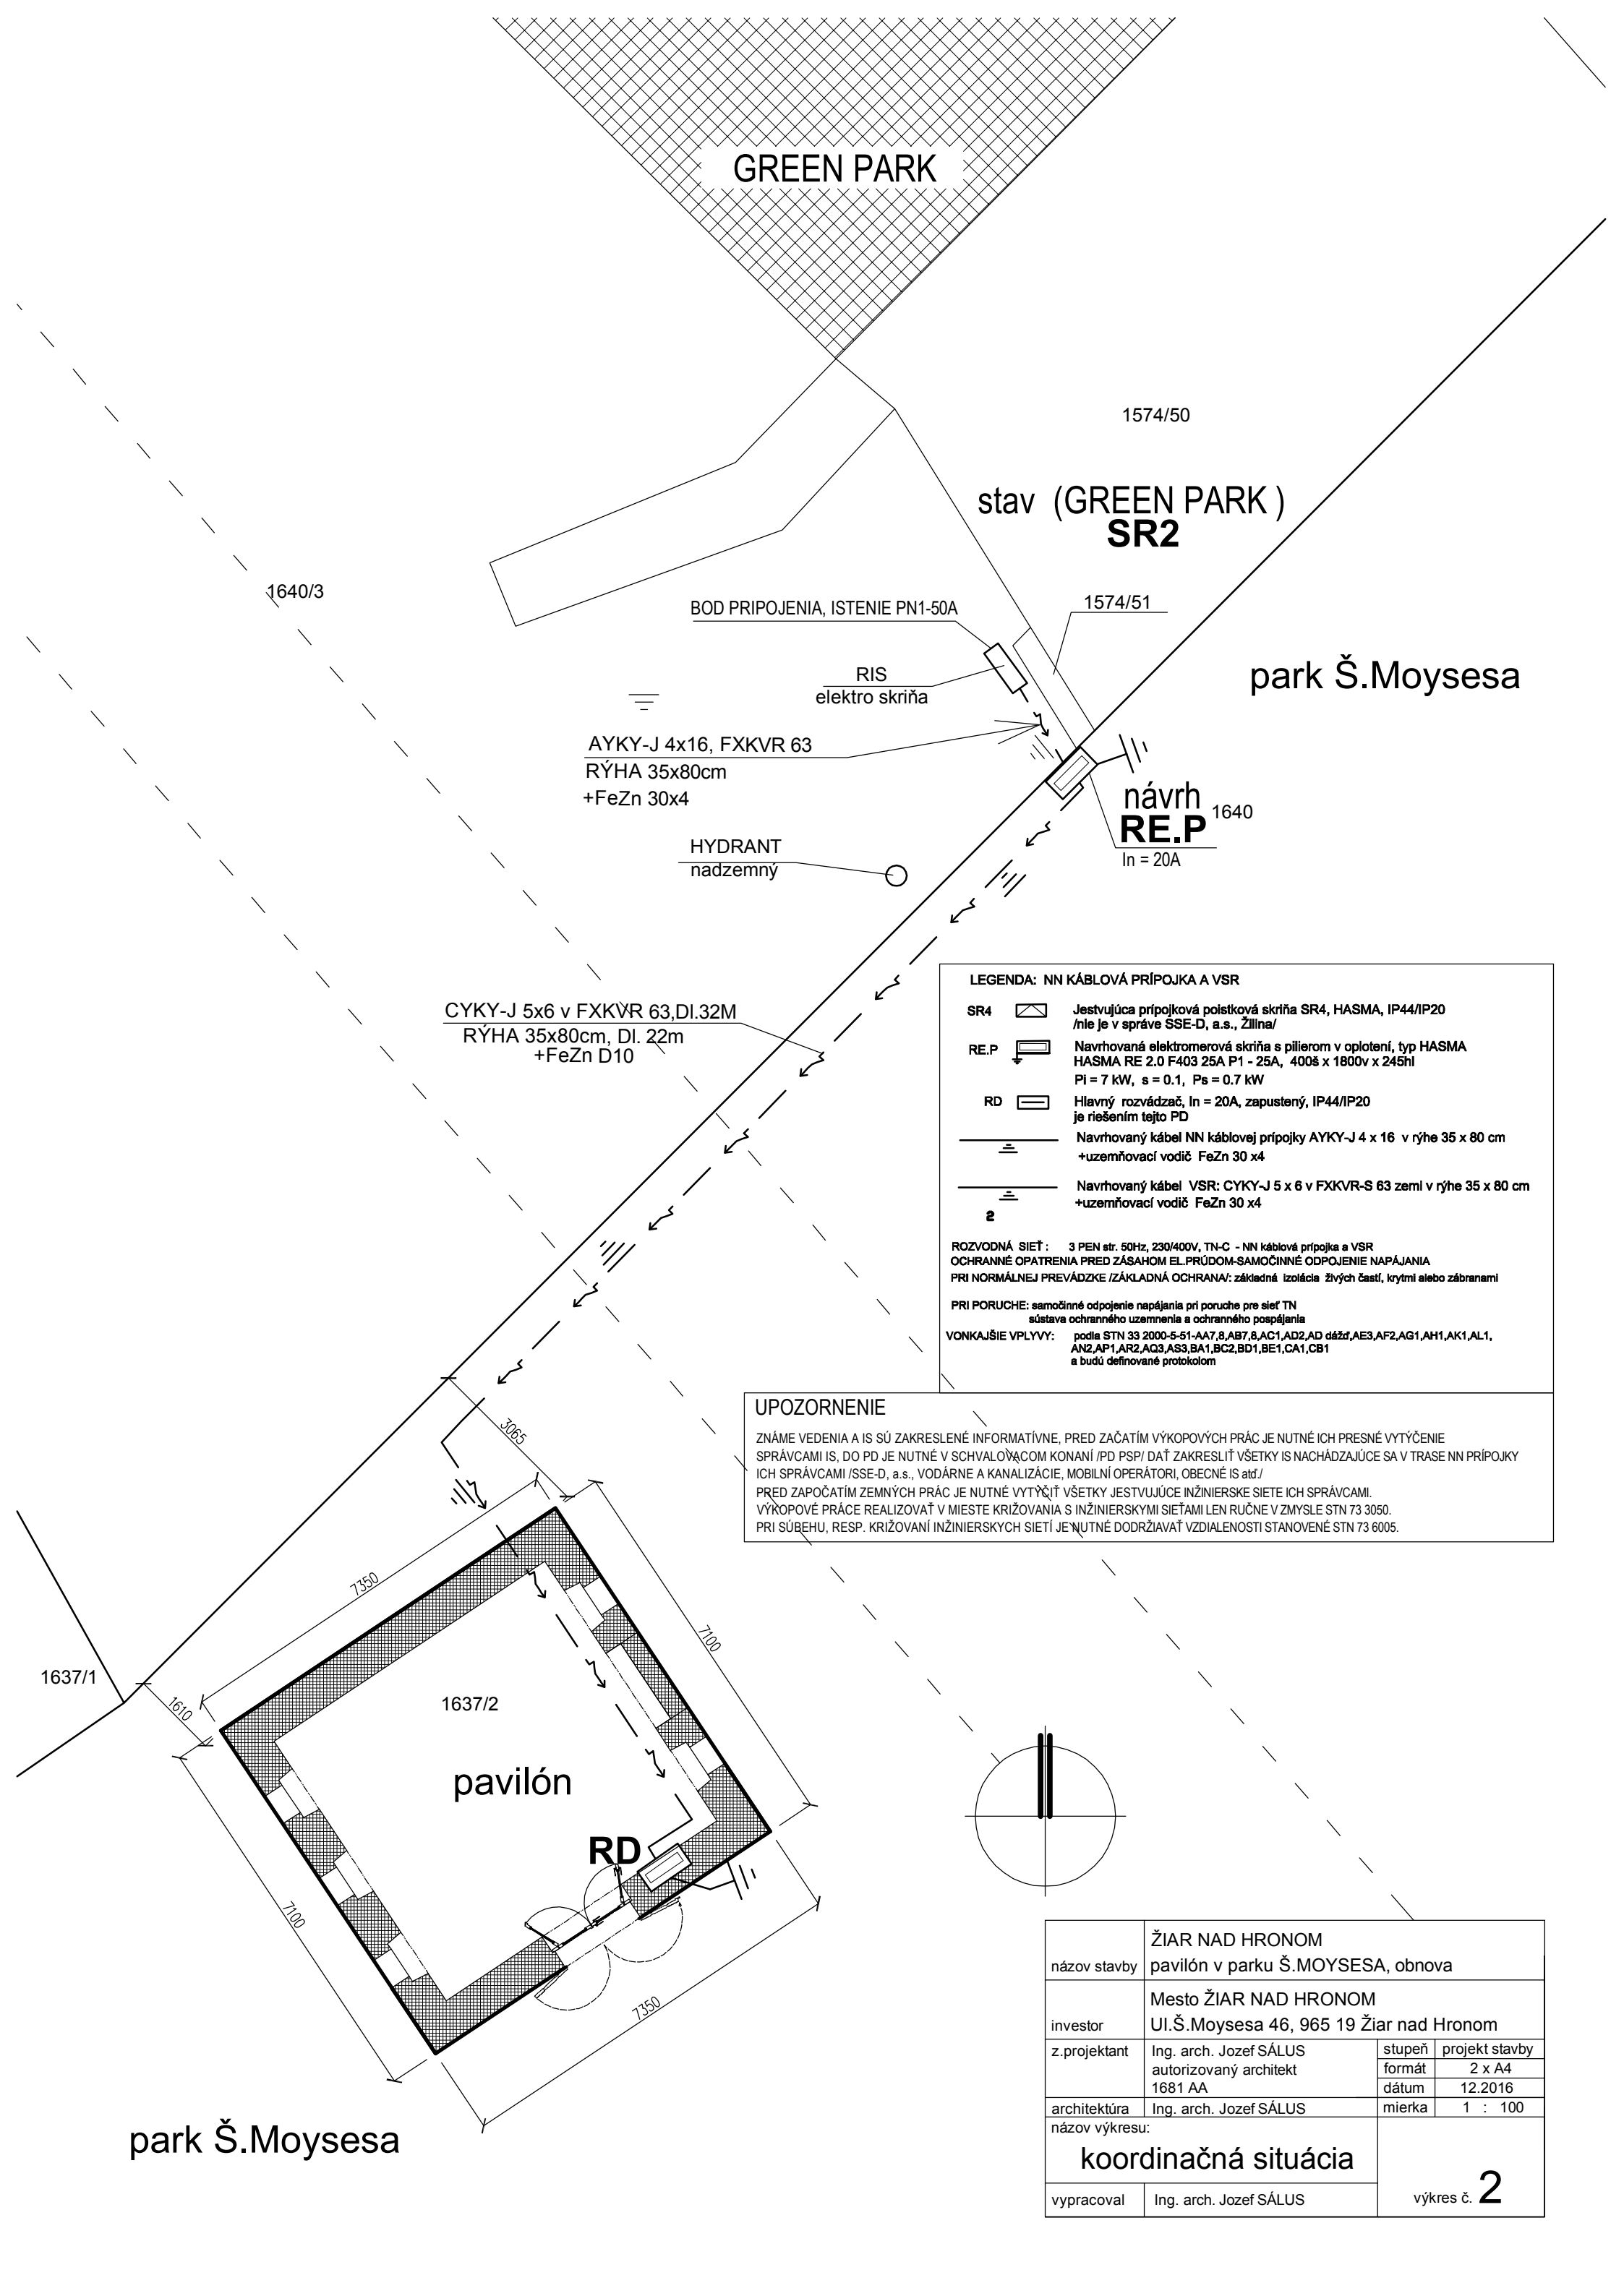 GREEN PARK
1574/50
stav (GREEN PARK )
SR2
1640/3
BOD PRIPOJENIA, ISTENIE PN1-50A
1574/51
RIS
elektro skriňa
park Š.Moysesa
AYKY-J 4x16, FXKVR 63
RÝHA 35x80cm
+FeZn 30x4
návrh
RE.P
1640
In = 20A
HYDRANT
nadzemný
CYKY-J 5x6 v FXKVR 63,Dl.32M
RÝHA 35x80cm, Dl. 22m
+FeZn D10
LEGENDA: NN KÁBLOVÁ PRÍPOJKA A VSR
SR4 Jestvujúca prípojková poistková skriňa SR4, HASMA, IP44/IP20
/nie je v správe SSE-D, a.s., Žilina/
RE.P Navrhovaná elektromerová skriňa s pilierom v oplotení, typ HASMA
HASMA RE 2.0 F403 25A P1 - 25A, 400š x 1800v x 245hl
Pi = 7 kW, s = 0.1, Ps = 0.7 kW
RD Hlavný rozvádzač, In = 20A, zapustený, IP44/IP20
je riešením tejto PD
Navrhovaný kábel NN káblovej prípojky AYKY-J 4 x 16 v rýhe 35 x 80 cm
+uzemňovací vodič FeZn 30 x4
Navrhovaný kábel VSR: CYKY-J 5 x 6 v FXKVR-S 63 zemi v rýhe 35 x 80 cm
+uzemňovací vodič FeZn 30 x4
2
ROZVODNÁ SIEŤ : 3 PEN str. 50Hz, 230/400V, TN-C - NN káblová prípojka a VSR
OCHRANNÉ OPATRENIA PRED ZÁSAHOM EL.PRÚDOM-SAMOČINNÉ ODPOJENIE NAPÁJANIA
PRI NORMÁLNEJ PREVÁDZKE /ZÁKLADNÁ OCHRANA/: základná izolácia živých častí, krytmi alebo zábranami
PRI PORUCHE: samočinné odpojenie napájania pri poruche pre sieť TN
sústava ochranného uzemnenia a ochranného pospájania
VONKAJŠIE VPLYVY: podla STN 33 2000-5-51-AA7,8,AB7,8,AC1,AD2,AD dážď,AE3,AF2,AG1,AH1,AK1,AL1,
AN2,AP1,AR2,AQ3,AS3,BA1,BC2,BD1,BE1,CA1,CB1
a budú definované protokolom
UPOZORNENIE
ZNÁME VEDENIA A IS SÚ ZAKRESLENÉ INFORMATÍVNE, PRED ZAČATÍM VÝKOPOVÝCH PRÁC JE NUTNÉ ICH PRESNÉ VYTÝČENIE
SPRÁVCAMI IS, DO PD JE NUTNÉ V SCHVALOVACOM KONANÍ /PD PSP/ DAŤ ZAKRESLIŤ VŠETKY IS NACHÁDZAJÚCE SA V TRASE NN PRÍPOJKY
ICH SPRÁVCAMI /SSE-D, a.s., VODÁRNE A KANALIZÁCIE, MOBILNÍ OPERÁTORI, OBECNÉ IS atď./
PRED ZAPOČATÍM ZEMNÝCH PRÁC JE NUTNÉ VYTÝČIŤ VŠETKY JESTVUJÚCE INŽINIERSKE SIETE ICH SPRÁVCAMI.
VÝKOPOVÉ PRÁCE REALIZOVAŤ V MIESTE KRIŽOVANIA S INŽINIERSKYMI SIEŤAMI LEN RUČNE V ZMYSLE STN 73 3050.
PRI SÚBEHU, RESP. KRIŽOVANÍ INŽINIERSKYCH SIETÍ JE NUTNÉ DODRŽIAVAŤ VZDIALENOSTI STANOVENÉ STN 73 6005.
3065
7350
7100
1637/1
1610
1637/2
pavilón
RD
7100
7350
park Š.Moysesa
názov stavby ŽIAR NAD HRONOM
pavilón v parku Š.MOYSESA, obnova
investor Mesto ŽIAR NAD HRONOM
Ul.Š.Moysesa 46, 965 19 Žiar nad Hronom
z.projektant Ing. arch. Jozef SÁLUS stupeň projekt stavby
autorizovaný architekt formát 2 x A4
1681 AA dátum 12.2016
architektúra Ing. arch. Jozef SÁLUS mierka 1 : 100
názov výkresu:
koordinačná situácia
výkres č. 2
vypracoval Ing. arch. Jozef SÁLUS